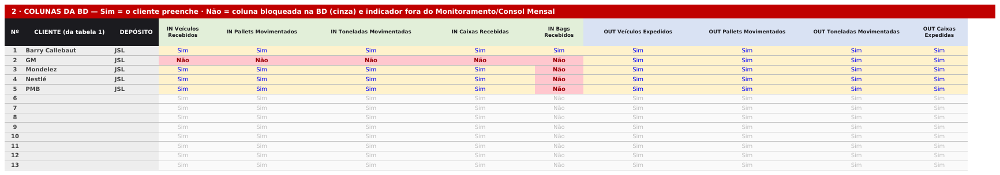 2 · COLUNAS DA BD — Sim = o cliente preenche · Não = coluna bloqueada na BD (cinza) e indicador fora do Monitoramento/Consol Mensal
Nº CLIENTE (da tabela 1) DEPÓSITO IN Veículos Recebidos IN Pallets Movimentados IN Toneladas Movimentadas IN Caixas Recebidas IN Bags Recebidos OUT Veículos Expedidos OUT Pallets Movimentados OUT Toneladas Movimentadas OUT Caixas Expedidas
1 Barry Callebaut JSL Sim Sim Sim Sim Sim Sim Sim Sim Sim
2 GM JSL Não Não Não Não Não Sim Sim Sim Sim
3 Mondelez JSL Sim Sim Sim Sim Não Sim Sim Sim Sim
4 Nestlé JSL Sim Sim Sim Sim Não Sim Sim Sim Sim
5 PMB JSL Sim Sim Sim Sim Não Sim Sim Sim Sim
6 Sim Sim Sim Sim Não Sim Sim Sim Sim
7 Sim Sim Sim Sim Não Sim Sim Sim Sim
8 Sim Sim Sim Sim Não Sim Sim Sim Sim
9 Sim Sim Sim Sim Não Sim Sim Sim Sim
10 Sim Sim Sim Sim Não Sim Sim Sim Sim
11 Sim Sim Sim Sim Não Sim Sim Sim Sim
12 Sim Sim Sim Sim Não Sim Sim Sim Sim
13 Sim Sim Sim Sim Não Sim Sim Sim Sim